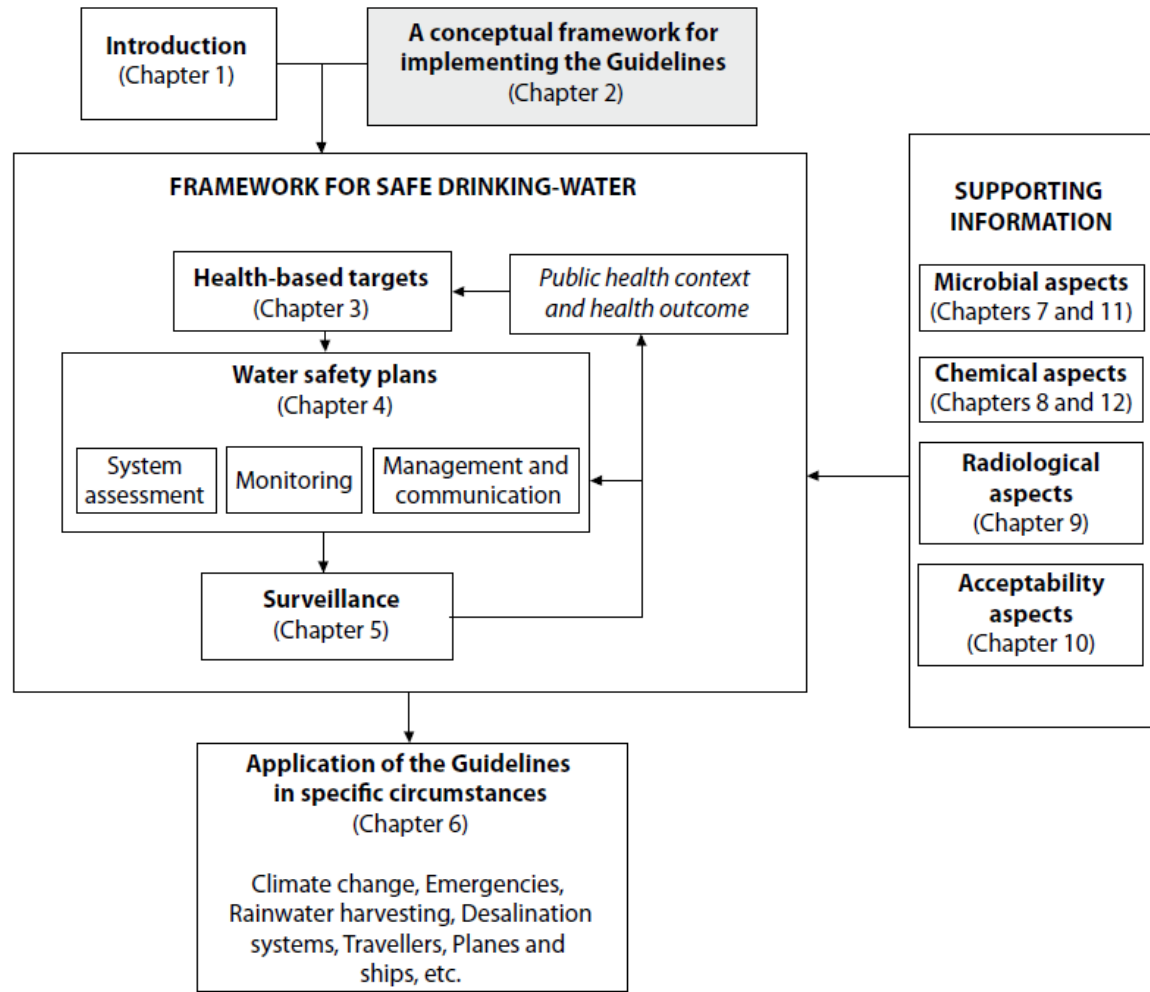 Introduction
(Chapter 1)
A conceptual framework for
implementing the Guidelines
(Chapter 2)
FRAMEWORK FOR SAFE DRINKING-WATER
Health-based targets
(Chapter 3)
Public health context
and health outcome
Water safety plans
(Chapter 4)
System
assessment
Monitoring
Management and
communication
Surveillance
(Chapter 5)
SUPPORTING
INFORMATION
Microbial aspects
(Chapters 7 and 11)
Chemical aspects
(Chapters 8 and 12)
Radiological
aspects
(Chapter 9)
Acceptability
aspects
(Chapter 10)
Application of the Guidelines
in specific circumstances
(Chapter 6)
Climate change, Emergencies,
Rainwater harvesting, Desalination
systems, Travellers, Planes and
ships, etc.